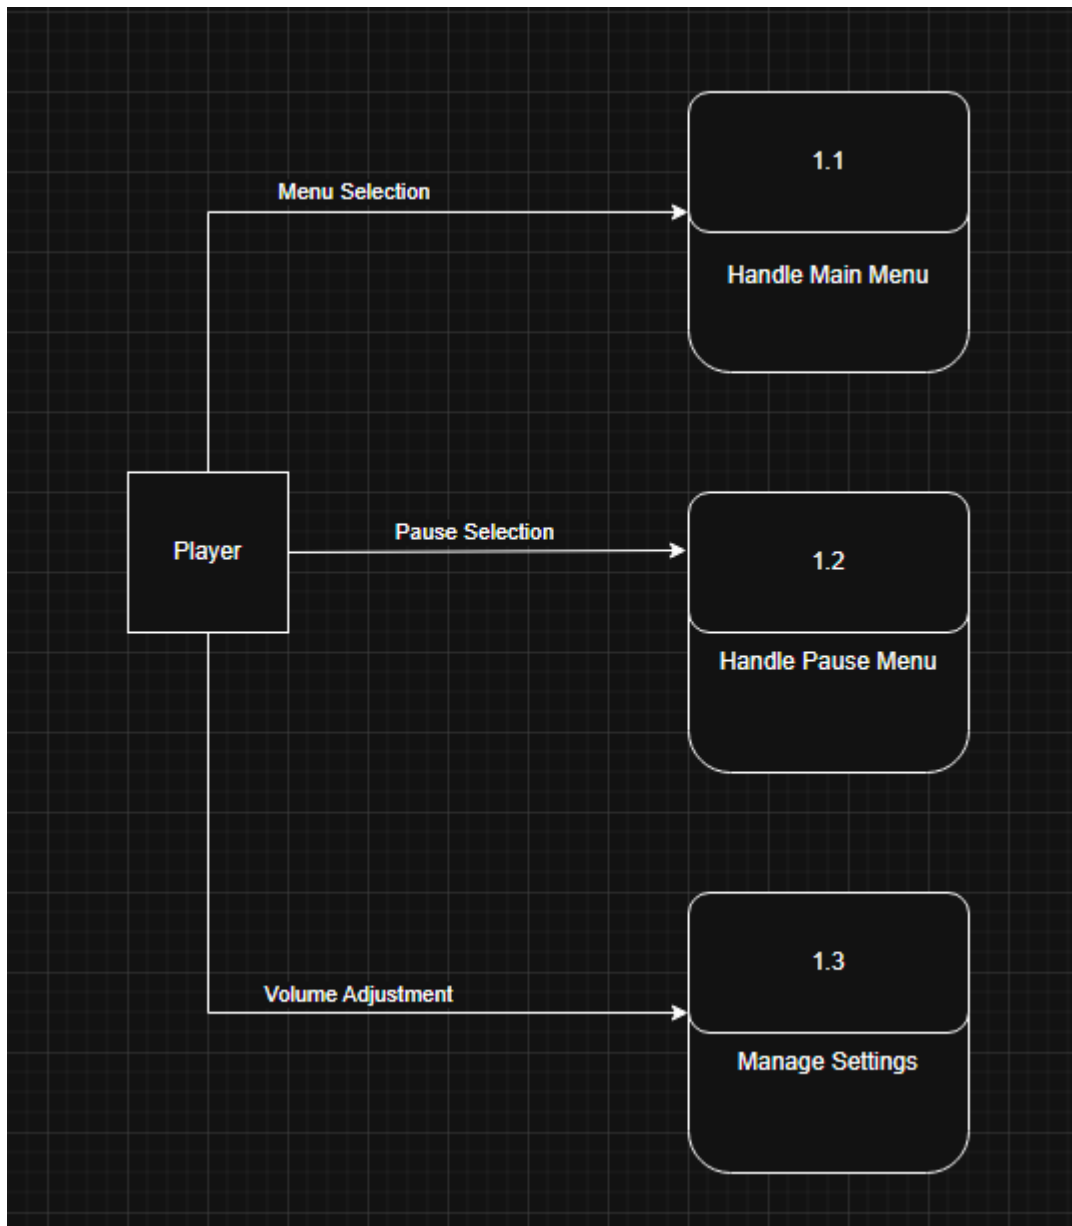 1.1
Menu Selection
Handle Main Menu
Pause Selection
Player
1.2
Handle Pause Menu
1.3
Volume Adjustment
Manage Settings